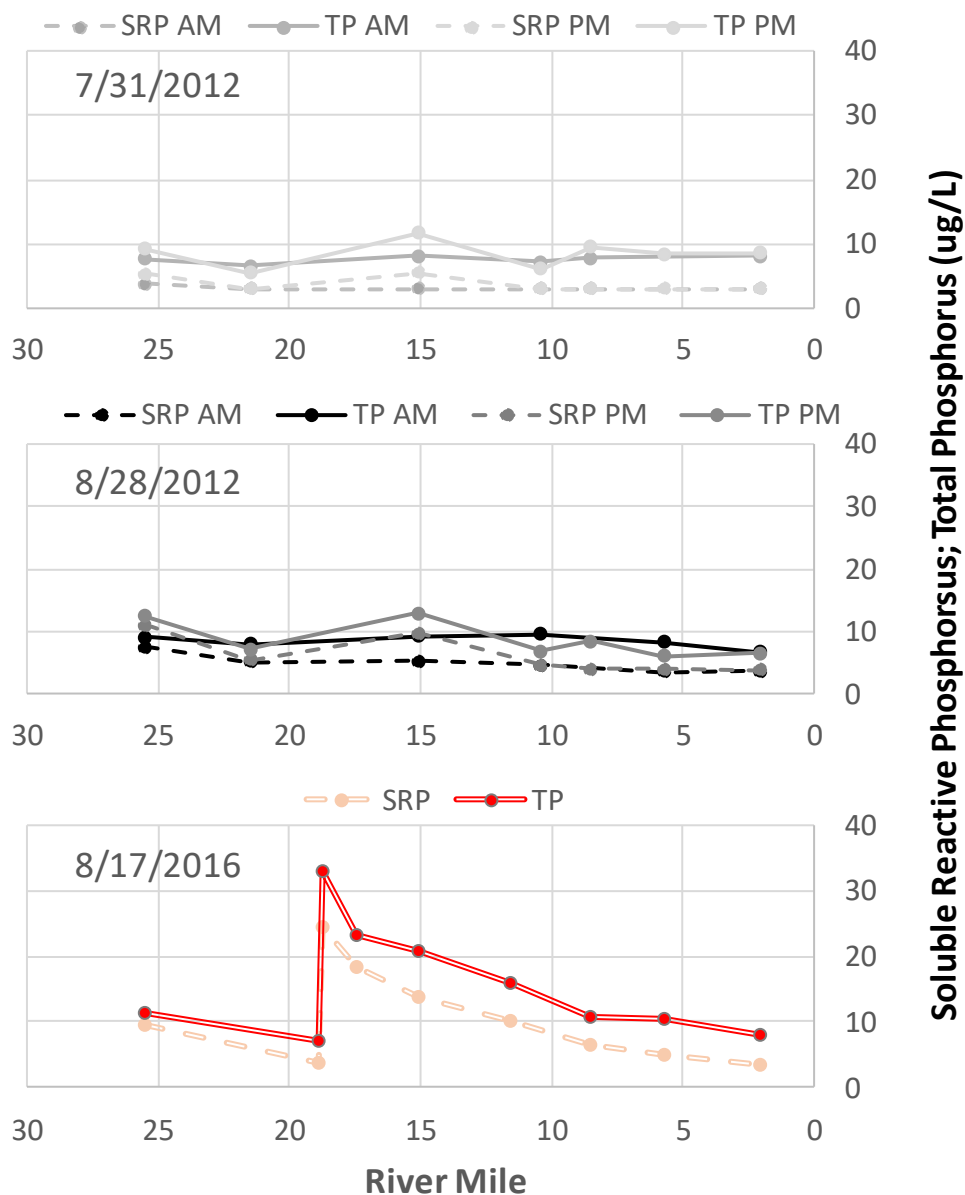 SRP AM TP AM SRP PM TP PM
7/31/2012
40
30
20
10
0
30 25 20 15 10 5 0
SRP AM TP AM SRP PM TP PM
8/28/2012
40
30
20
10
0
30 25 20 15 10 5 0
SRP TP
8/17/2016
40
30
20
10
0
30 25 20 15 10 5 0
River Mile
Soluble Reactive Phosphorsus; Total Phosphorus (ug/L)